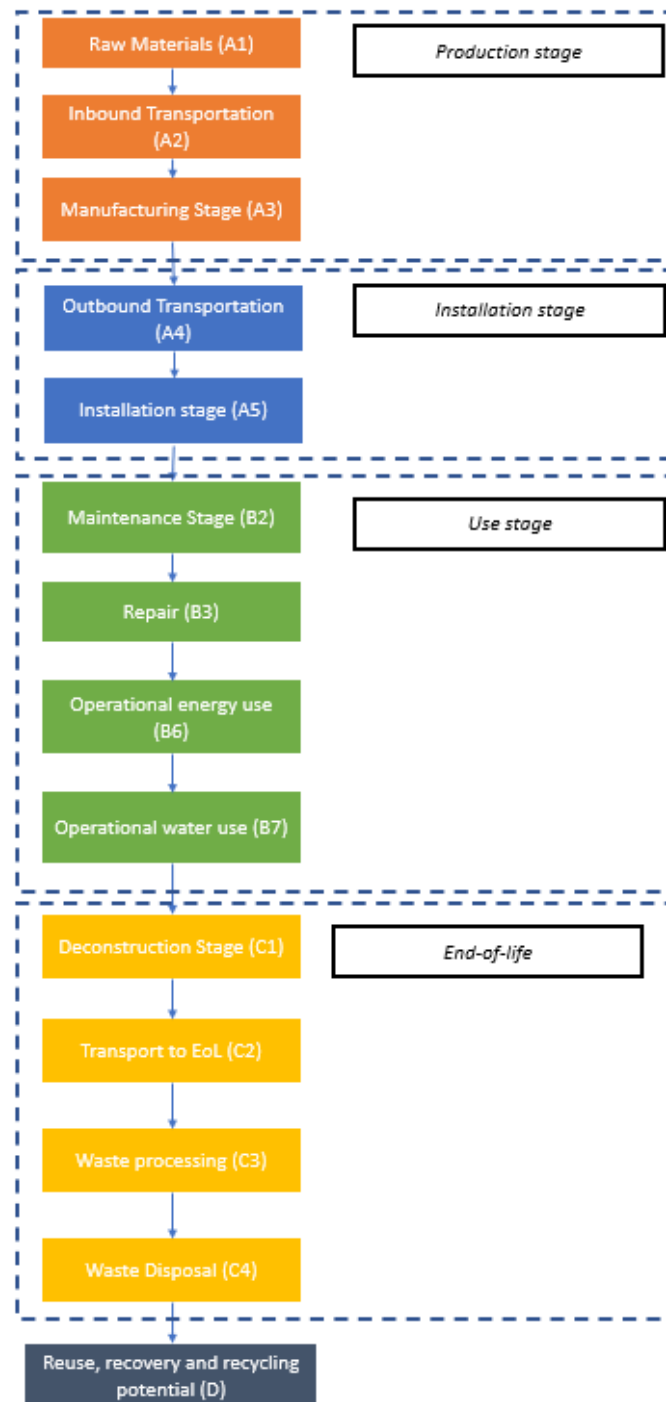 Raw Materials (A1)
Production stage
Inbound Transportation
(A2)
Manufacturing Stage (A3)
Outbound Transportation
(A4)
Installation stage
Installation stage (A5)
Maintenance Stage (B2)
Use stage
Repair (B3)
Operational energy use
(B6)
Operational water use (B7)
Deconstruction Stage (C1)
End-of-life
Transport to EoL (C2)
Waste processing (C3)
Waste Disposal (C4)
Reuse, recovery and recycling
potential (D)